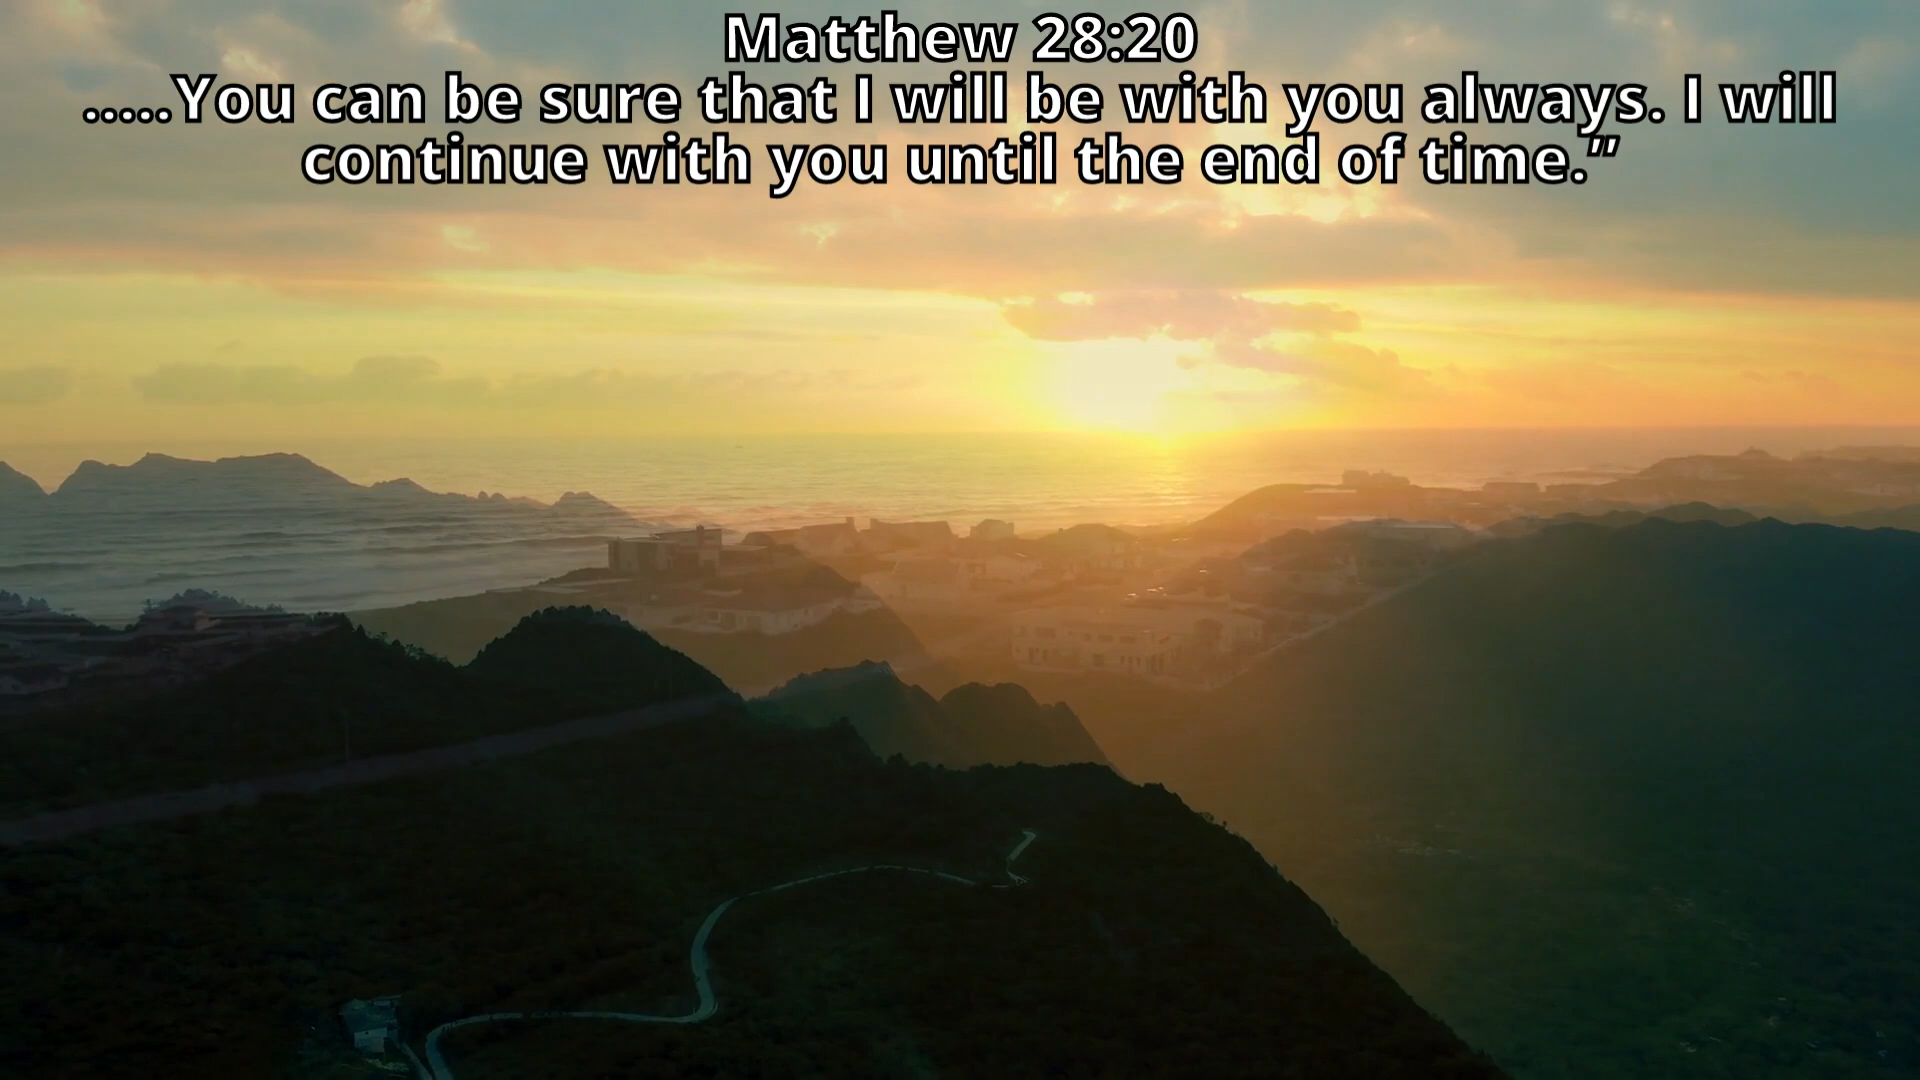 Matthew 28:20
.....You can be sure that I will be with you always. I will
continue with you until the end of time.”